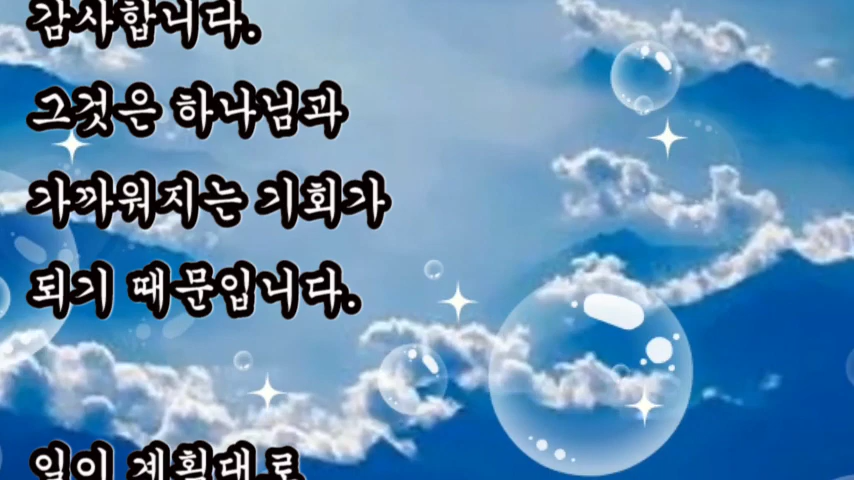 감사합니다.
그것은 하나님과
가까워지는 기회가
되기 때문입니다.
일이 계획대로